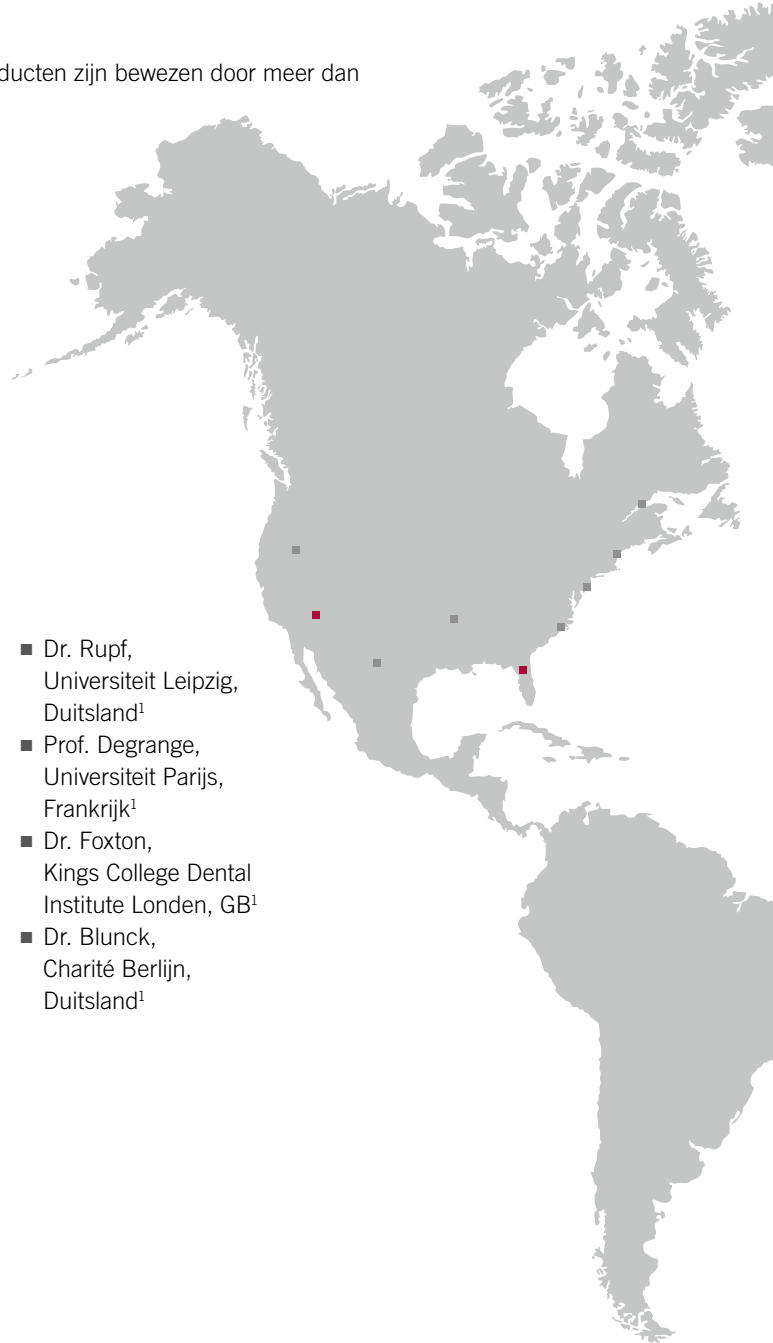 ducten zijn bewezen door meer dan
■ Dr. Rupf,
Universiteit Leipzig,
Duitsland¹
■ Prof. Degrange,
Universiteit Parijs,
Frankrijk¹
■ Dr. Foxton,
Kings College Dental
Institute Londen, GB¹
■ Dr. Blunck,
Charité Berlijn,
Duitsland¹